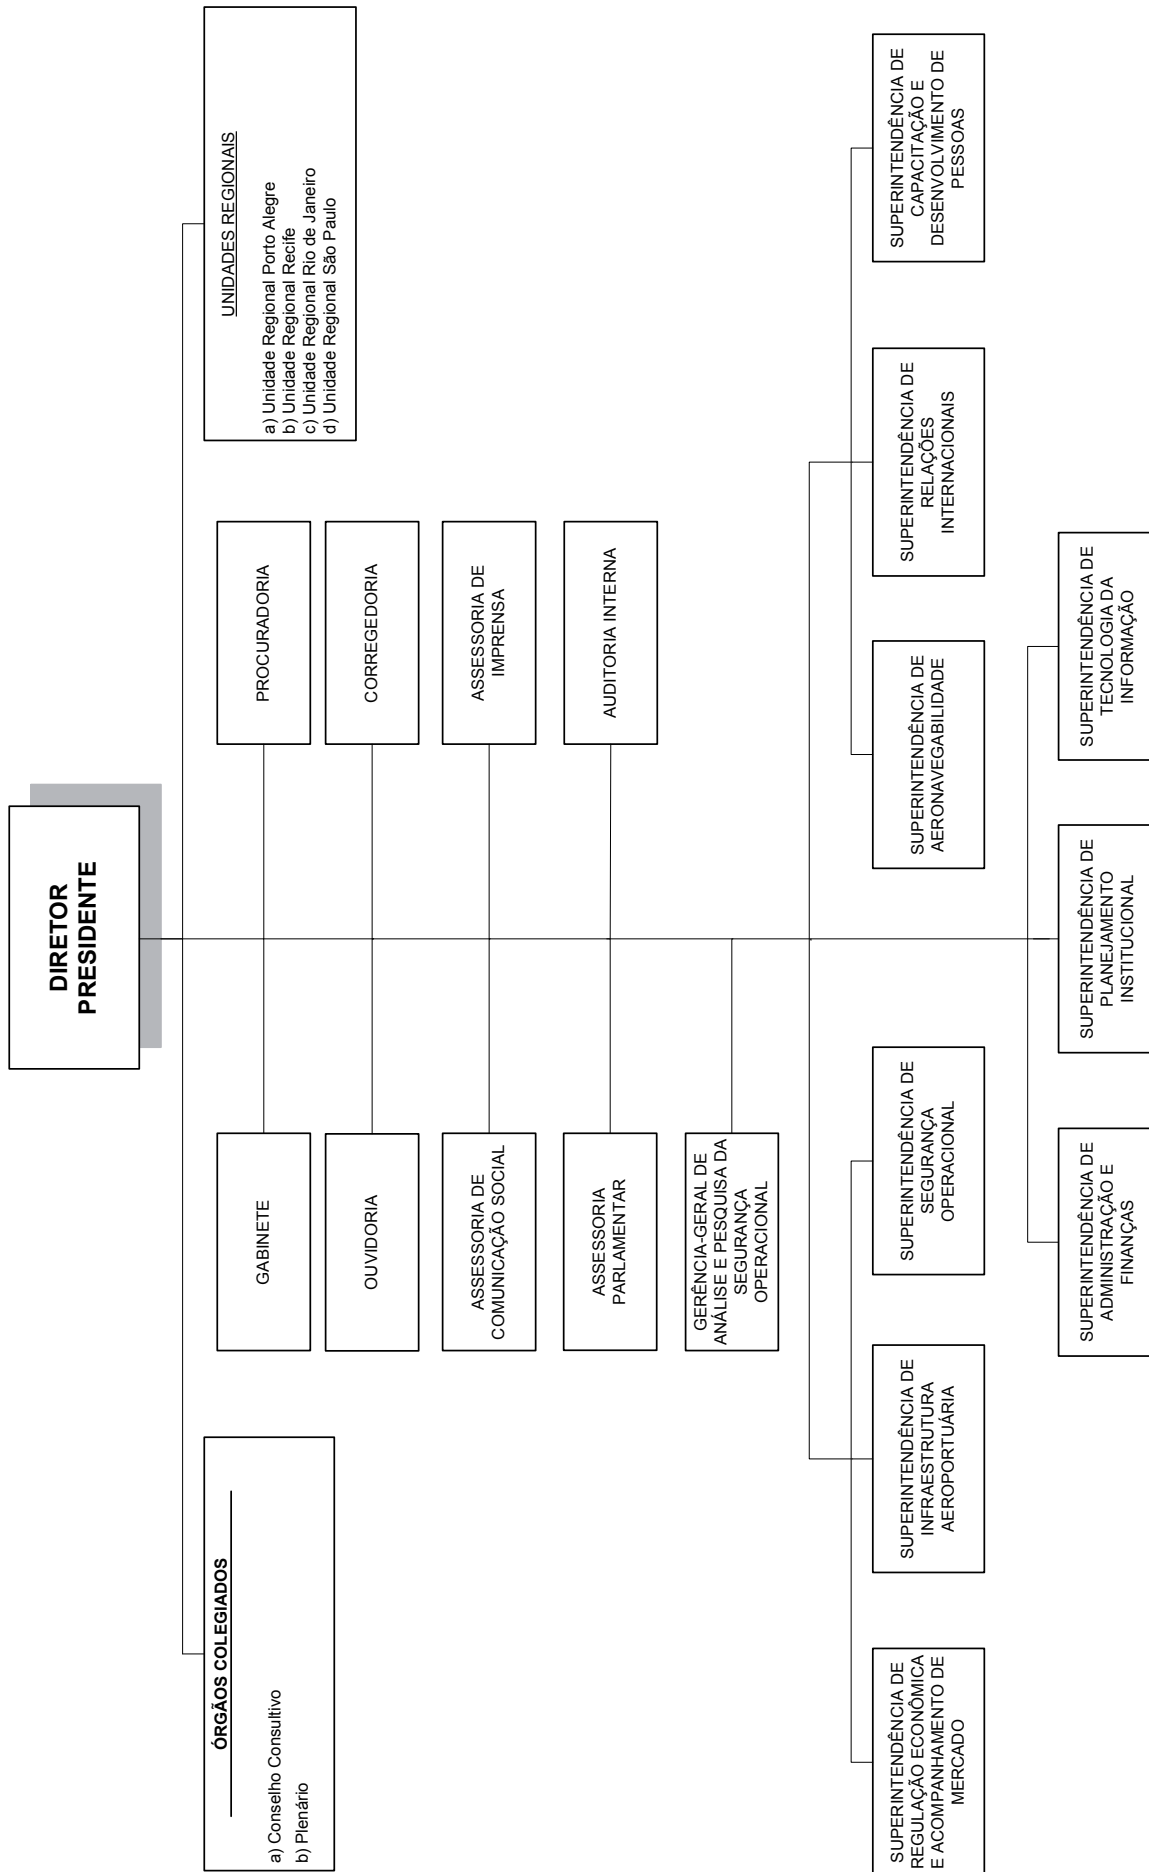 DIRETOR
PRESIDENTE
ÓRGÃOS COLEGIADOS
a) Conselho Consultivo
b) Plenário
UNIDADES REGIONAIS
a) Unidade Regional Porto Alegre
b) Unidade Regional Recife
c) Unidade Regional Rio de Janeiro
d) Unidade Regional São Paulo
GABINETE
PROCURADORIA
OUVIDORIA
CORREGEDORIA
ASSESSORIA DE
COMUNICAÇÃO SOCIAL
ASSESSORIA DE
IMPRENSA
ASSESSORIA
PARLAMENTAR
AUDITORIA INTERNA
GERÊNCIA-GERAL DE
ANÁLISE E PESQUISA DA
SEGURANÇA
OPERACIONAL
SUPERINTENDÊNCIA DE
REGULAÇÃO ECONÔMICA
E ACOMPANHAMENTO DE
MERCADO
SUPERINTENDÊNCIA DE
INFRAESTRUTURA
AEROPORTUÁRIA
SUPERINTENDÊNCIA DE
SEGURANÇA
OPERACIONAL
SUPERINTENDÊNCIA DE
AERONAVEGABILIDADE
SUPERINTENDÊNCIA DE
RELAÇÕES
INTERNACIONAIS
SUPERINTENDÊNCIA DE
CAPACITAÇÃO E
DESENVOLVIMENTO DE
PESSOAS
SUPERINTENDÊNCIA DE
ADMINISTRAÇÃO E
FINANÇAS
SUPERINTENDÊNCIA DE
PLANEJAMENTO
INSTITUCIONAL
SUPERINTENDÊNCIA DE
TECNOLOGIA DA
INFORMAÇÃO